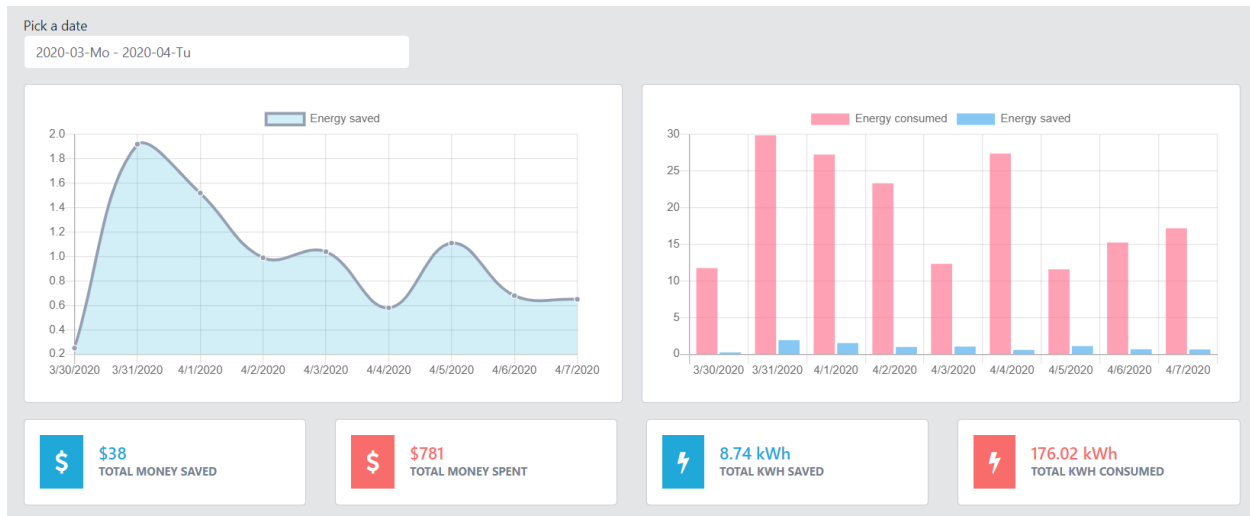 Pick a date
2020-03-Mo - 2020-04-Tu
Energy saved
2.0
1.8
1.6
1.4
1.2
1.0
0.8
0.6
0.4
0.2
3/30/2020 3/31/2020 4/1/2020 4/2/2020 4/3/2020 4/4/2020 4/5/2020 4/6/2020 4/7/2020
Energy consumed Energy saved
30
25
20
15
10
5
0
3/30/2020 3/31/2020 4/1/2020 4/2/2020 4/3/2020 4/4/2020 4/5/2020 4/6/2020 4/7/2020
$
$38
TOTAL MONEY SAVED
$
$781
TOTAL MONEY SPENT
8.74 kWh
TOTAL KWH SAVED
176.02 kWh
TOTAL KWH CONSUMED